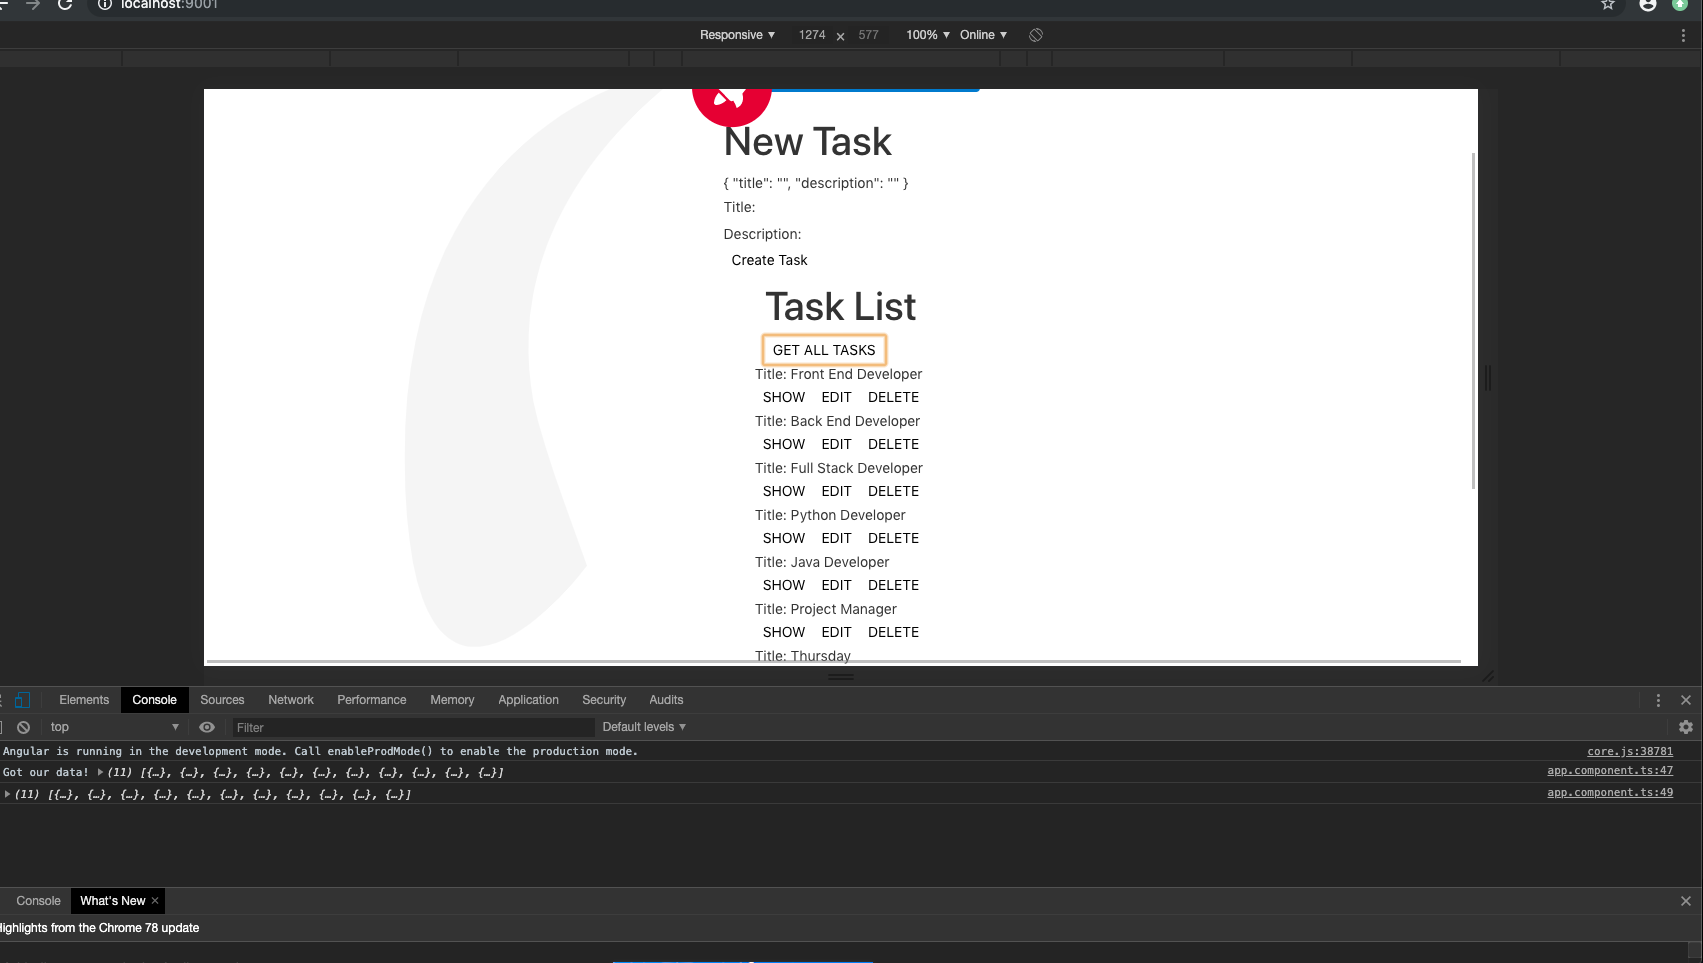 localhost:9001
Responsive ▼ 1274 × 577 100% ▼ Online ▼
New Task
{ "title": "", "description": "" }
Title:
Description:
Create Task
Task List
GET ALL TASKS
Title: Front End Developer
SHOW EDIT DELETE
Title: Back End Developer
SHOW EDIT DELETE
Title: Full Stack Developer
SHOW EDIT DELETE
Title: Python Developer
SHOW EDIT DELETE
Title: Java Developer
SHOW EDIT DELETE
Title: Project Manager
SHOW EDIT DELETE
Title: Thursday
Elements Console Sources Network Performance Memory Application Security Audits
top ▼ Filter Default levels ▼
Angular is running in the development mode. Call enableProdMode() to enable the production mode. core.js:38781
Got our data! ▶(11) [{…}, {…}, {…}, {…}, {…}, {…}, {…}, {…}, {…}, {…}, {…}] app.component.ts:47
▶(11) [{…}, {…}, {…}, {…}, {…}, {…}, {…}, {…}, {…}, {…}, {…}] app.component.ts:49
Console What's New ×
Highlights from the Chrome 78 update